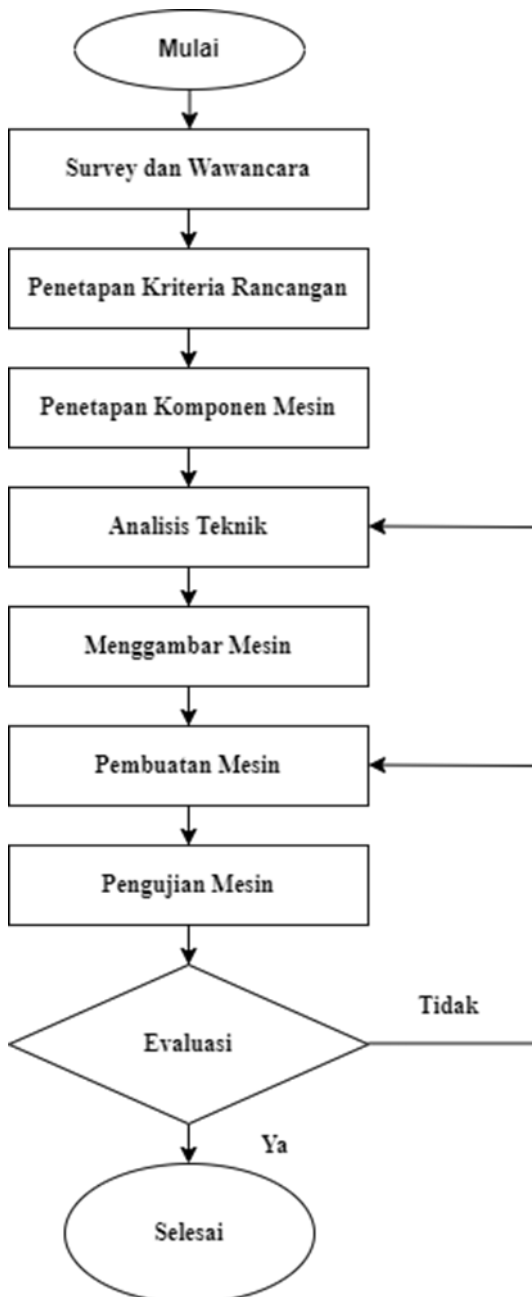 Mulai
Survey dan Wawancara
Penetapan Kriteria Rancangan
Penetapan Komponen Mesin
Analisis Teknik
Menggambar Mesin
Pembuatan Mesin
Pengujian Mesin
Tidak
Evaluasi
Ya
Selesai